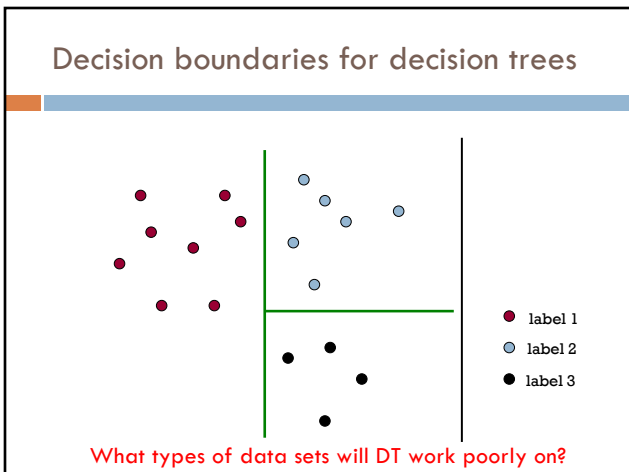 Decision boundaries for decision trees
label 1
label 2
label 3
What types of data sets will DT work poorly on?